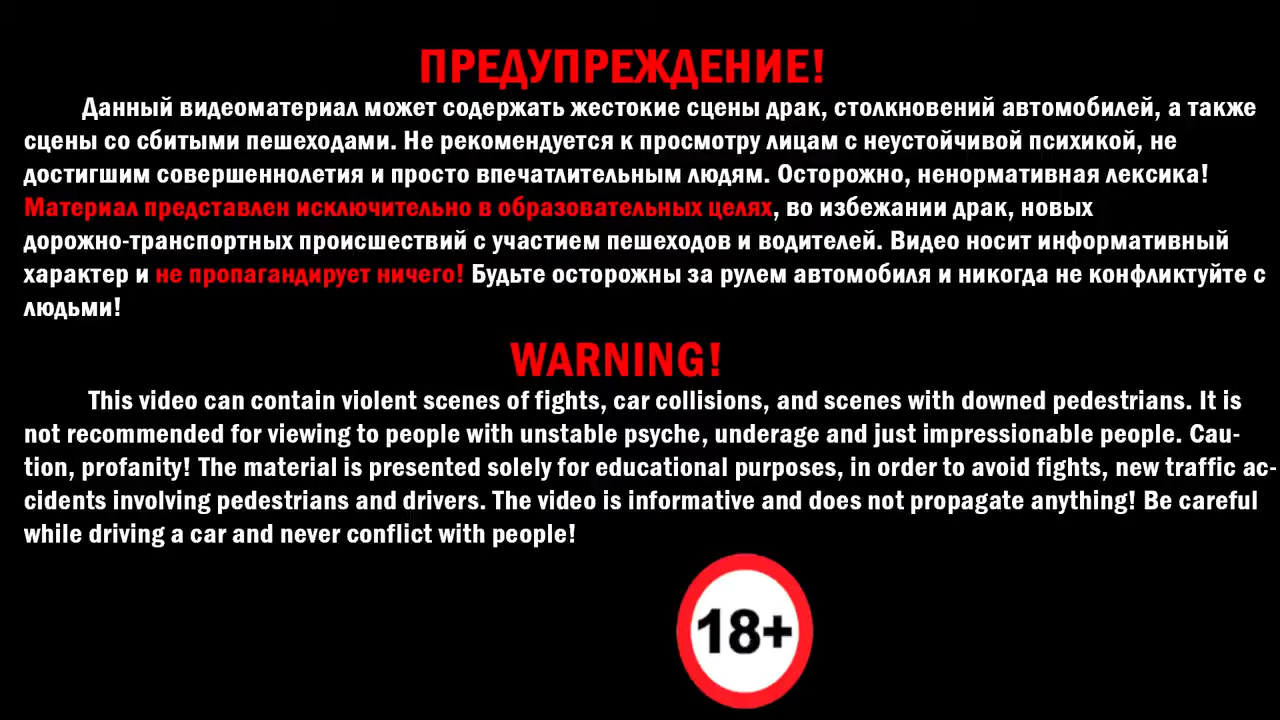 ПРЕДУПРЕЖДЕНИЕ!
Данный видеоматериал может содержать жестокие сцены драк, столкновений автомобилей, а также
сцены со сбитыми пешеходами. Не рекомендуется к просмотру лицам с неустойчивой психикой, не
достигшим совершеннолетия и просто впечатлительным людям. Осторожно, ненормативная лексика!
Материал представлен исключительно в образовательных целях, во избежании драк, новых
дорожно-транспортных происшествий с участием пешеходов и водителей. Видео носит информативный
характер и не пропагандирует ничего! Будьте осторожны за рулем автомобиля и никогда не конфликтуйте с
людьми!
WARNING!
This video can contain violent scenes of fights, car collisions, and scenes with downed pedestrians. It is
not recommended for viewing to people with unstable psyche, underage and just impressionable people. Cau-
tion, profanity! The material is presented solely for educational purposes, in order to avoid fights, new traffic ac-
cidents involving pedestrians and drivers. The video is informative and does not propagate anything! Be careful
while driving a car and never conflict with people!
18+